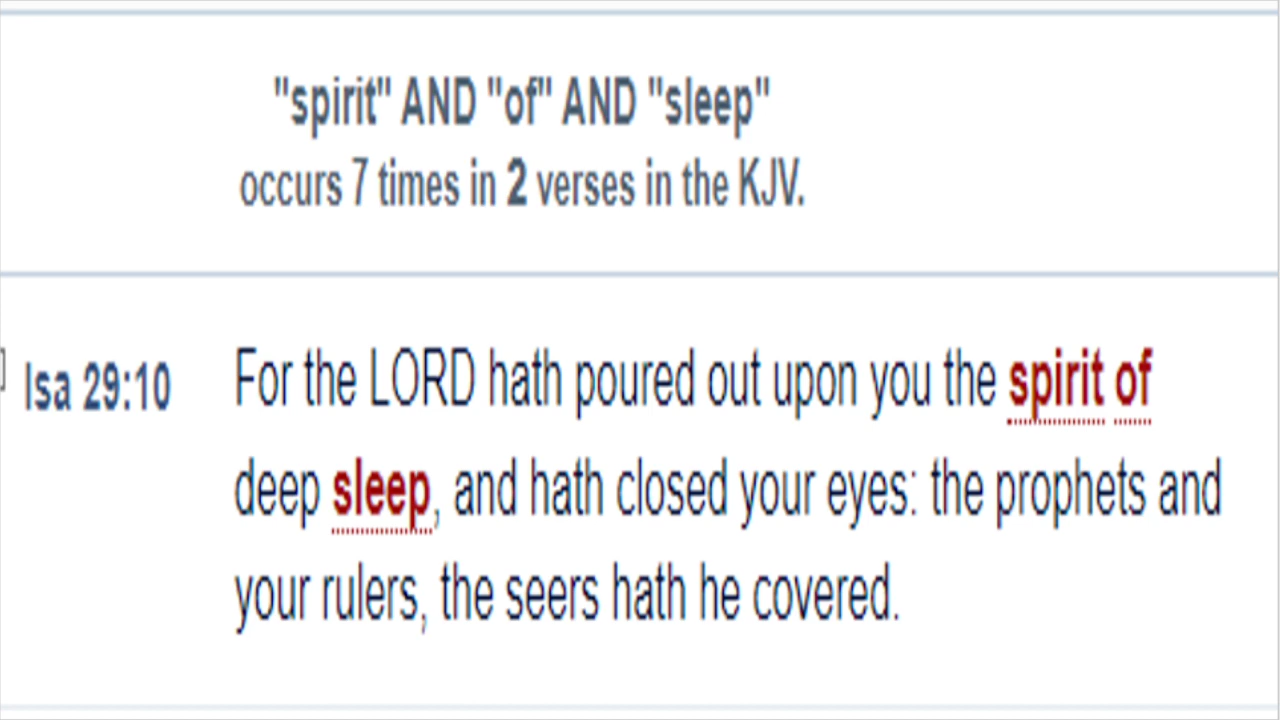 "spirit" AND "of" AND "sleep"
occurs 7 times in 2 verses in the KJV.
Isa 29:10 For the LORD hath poured out upon you the spirit of
deep sleep, and hath closed your eyes: the prophets and
your rulers, the seers hath he covered.